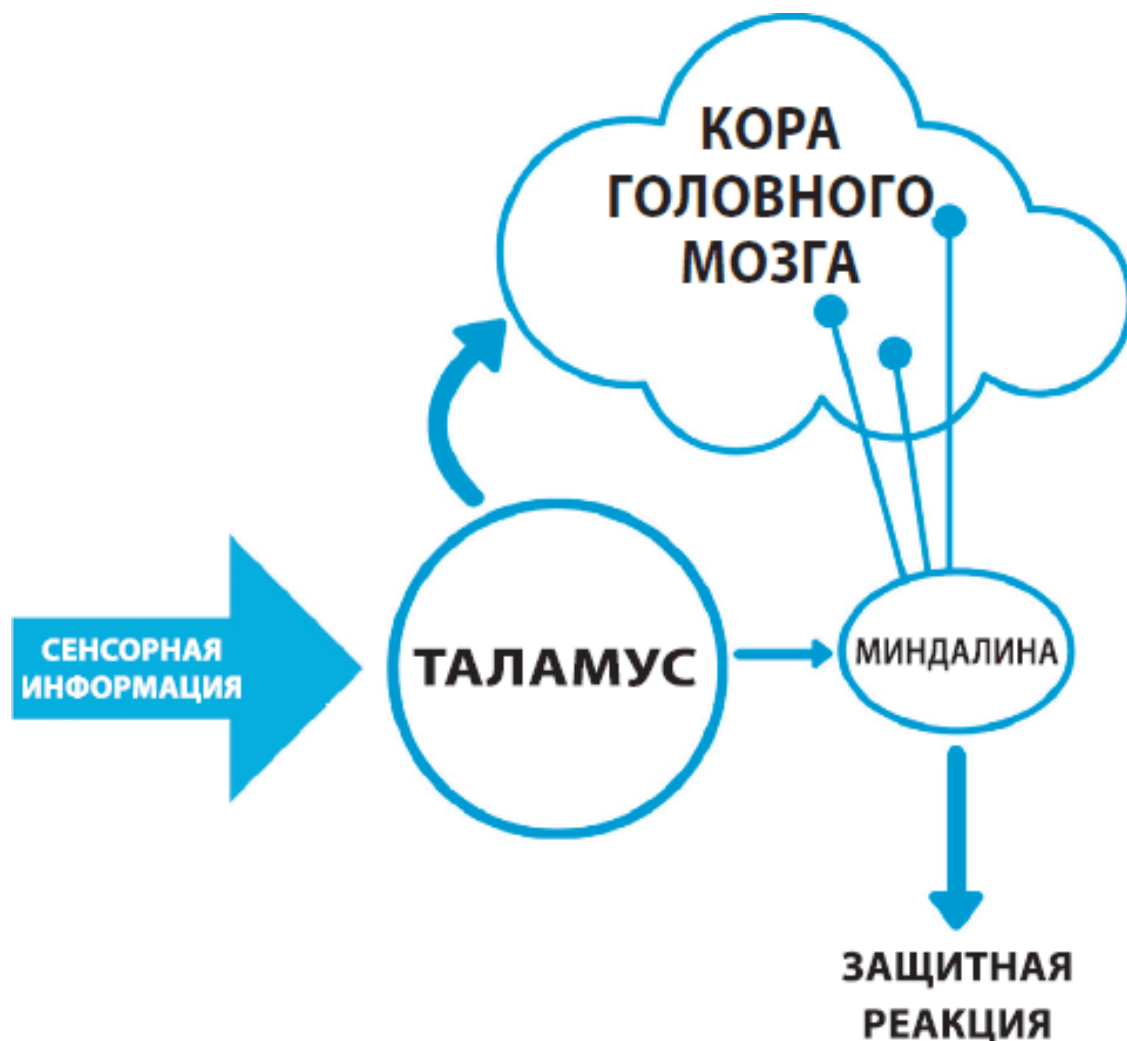 КОРА
ГОЛОВНОГО
МОЗГА
СЕНСОРНАЯ
ИНФОРМАЦИЯ
ТАЛАМУС
МИНДАЛИНА
ЗАЩИТНАЯ
РЕАКЦИЯ